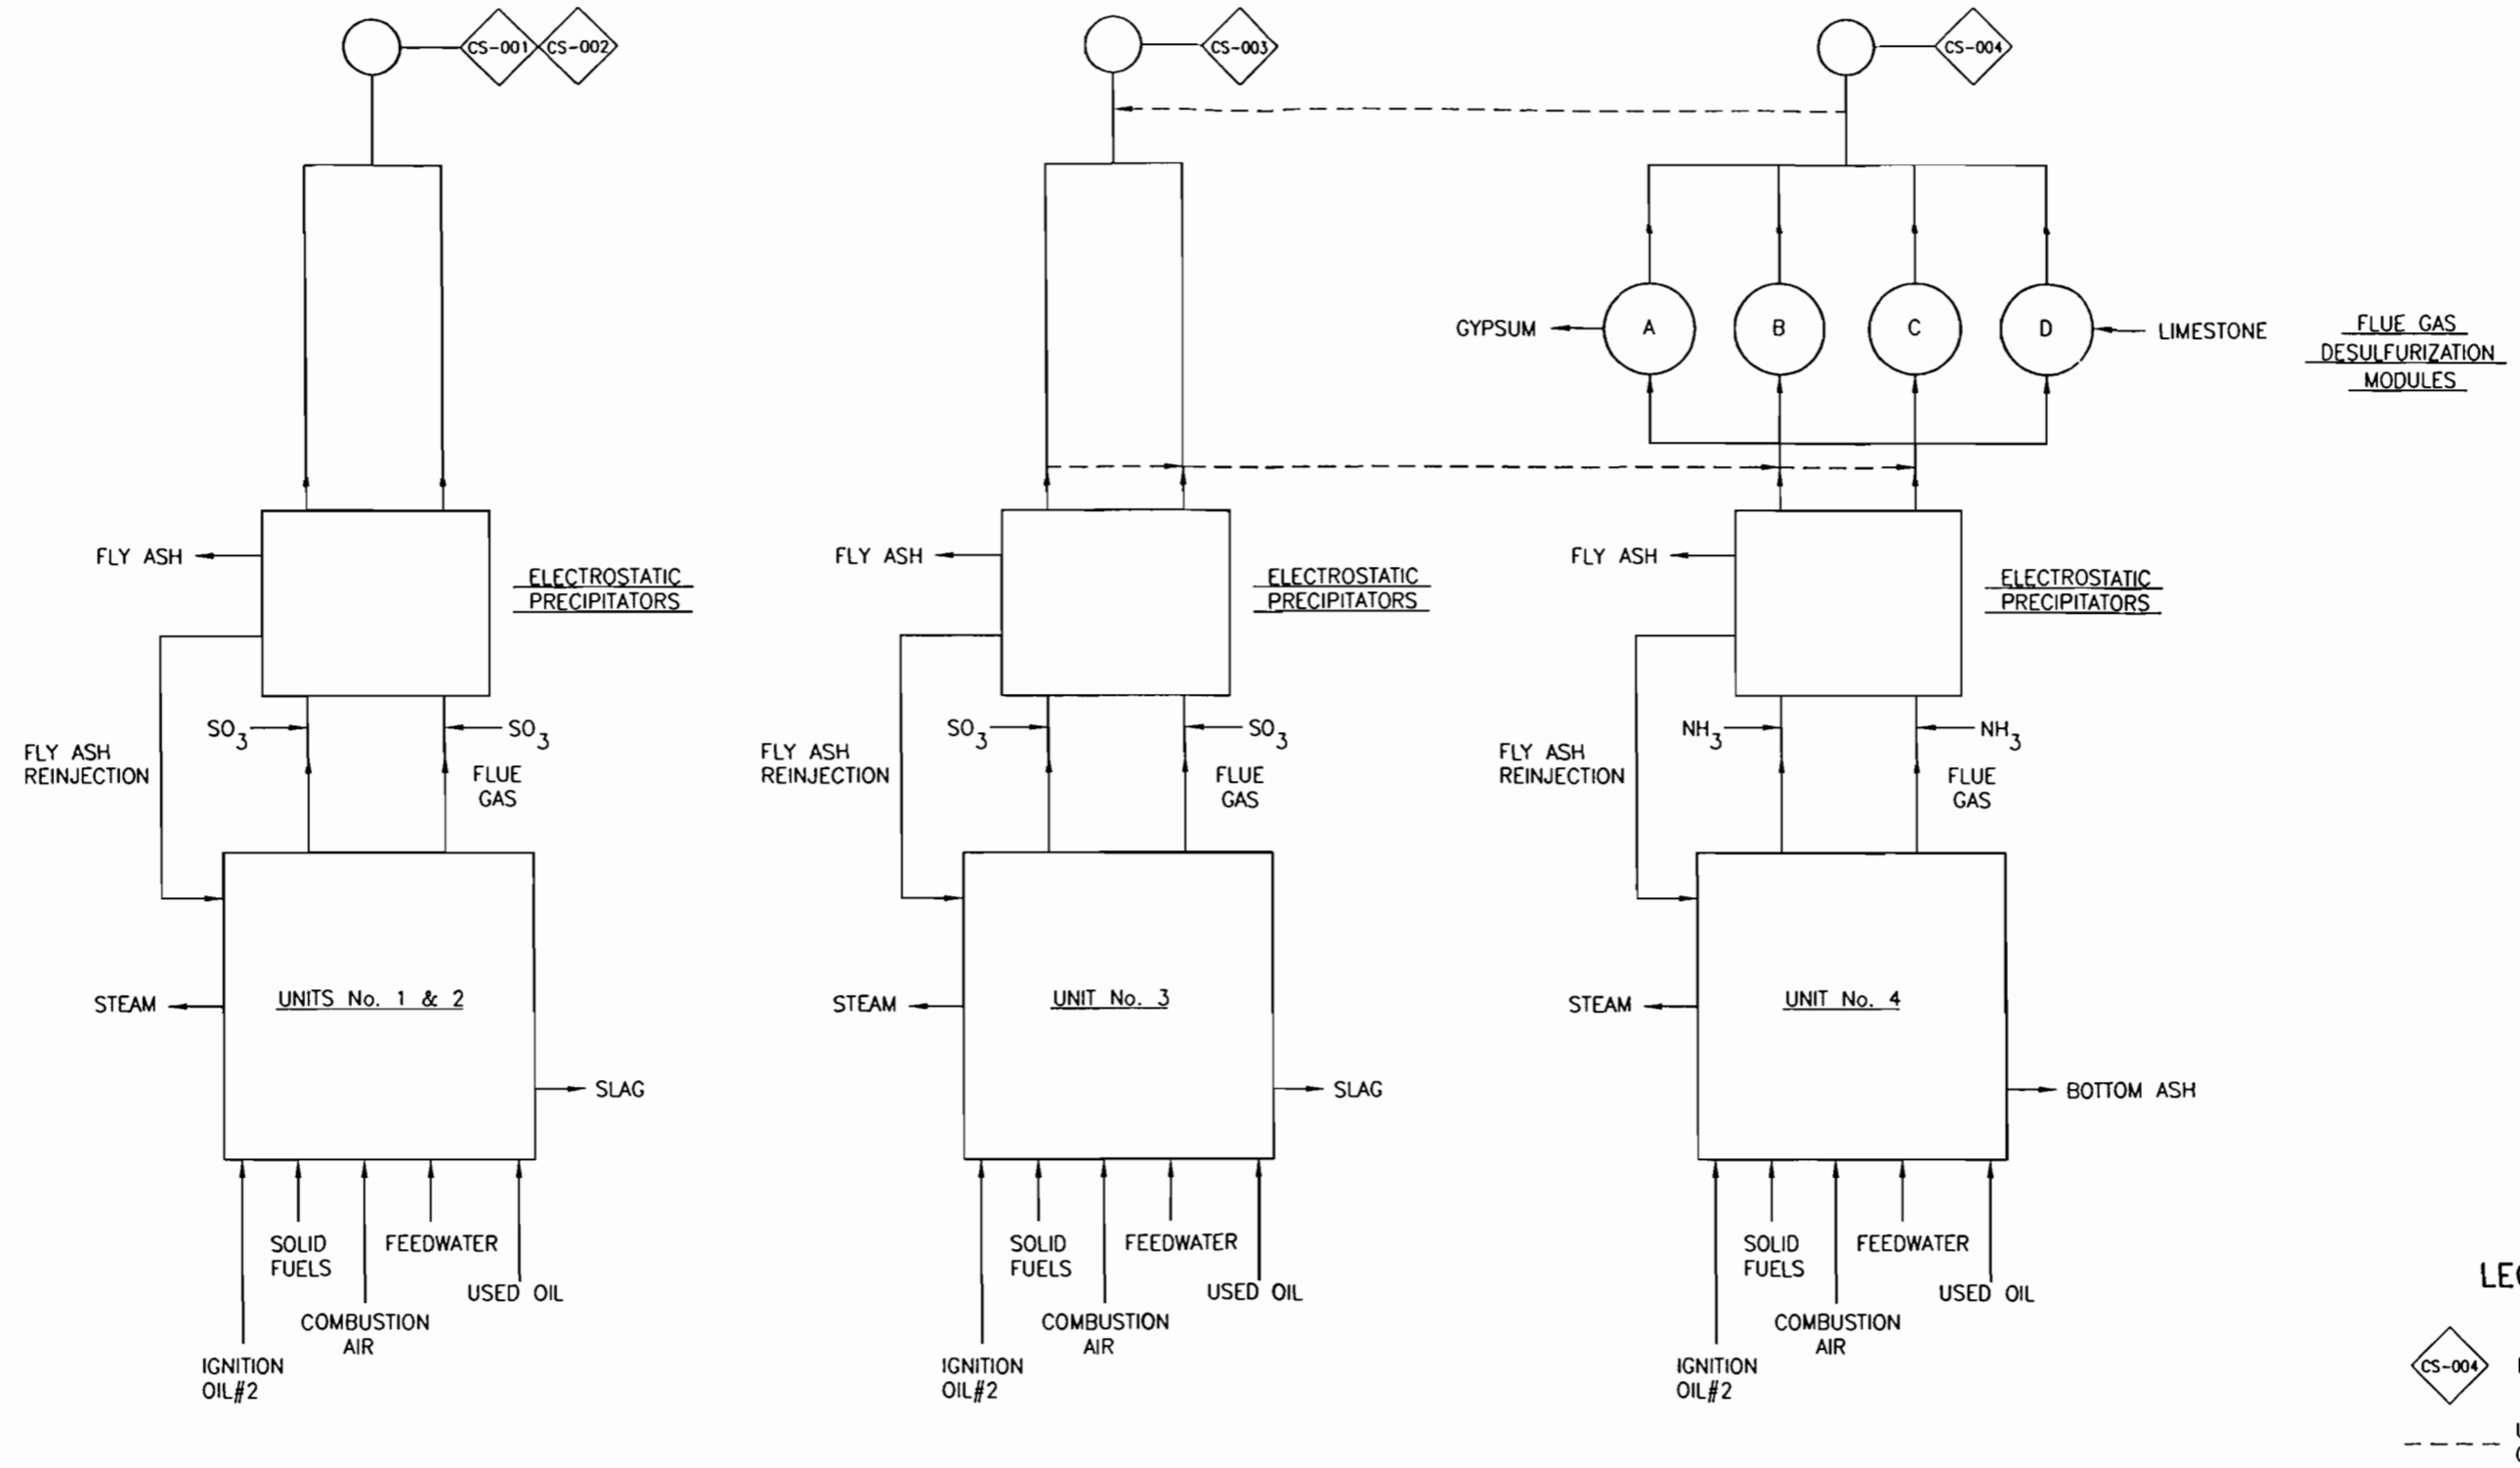 CS-001
CS-002
CS-003
CS-004
GYPSUM
A
B
C
D
LIMESTONE
FLUE GAS
DESULFURIZATION
MODULES
FLY ASH
ELECTROSTATIC
PRECIPITATORS
FLY ASH
ELECTROSTATIC
PRECIPITATORS
FLY ASH
ELECTROSTATIC
PRECIPITATORS
SO3
SO3
FLY ASH
REINJECTION
FLUE
GAS
SO3
SO3
FLY ASH
REINJECTION
FLUE
GAS
NH3
NH3
FLY ASH
REINJECTION
FLUE
GAS
STEAM
UNITS No. 1 & 2
SLAG
STEAM
UNIT No. 3
SLAG
STEAM
UNIT No. 4
BOTTOM ASH
SOLID
FUELS
FEEDWATER
USED OIL
COMBUSTION
AIR
IGNITION
OIL#2
SOLID
FUELS
FEEDWATER
USED OIL
COMBUSTION
AIR
IGNITION
OIL#2
SOLID
FUELS
FEEDWATER
USED OIL
COMBUSTION
AIR
IGNITION
OIL#2
CS-004